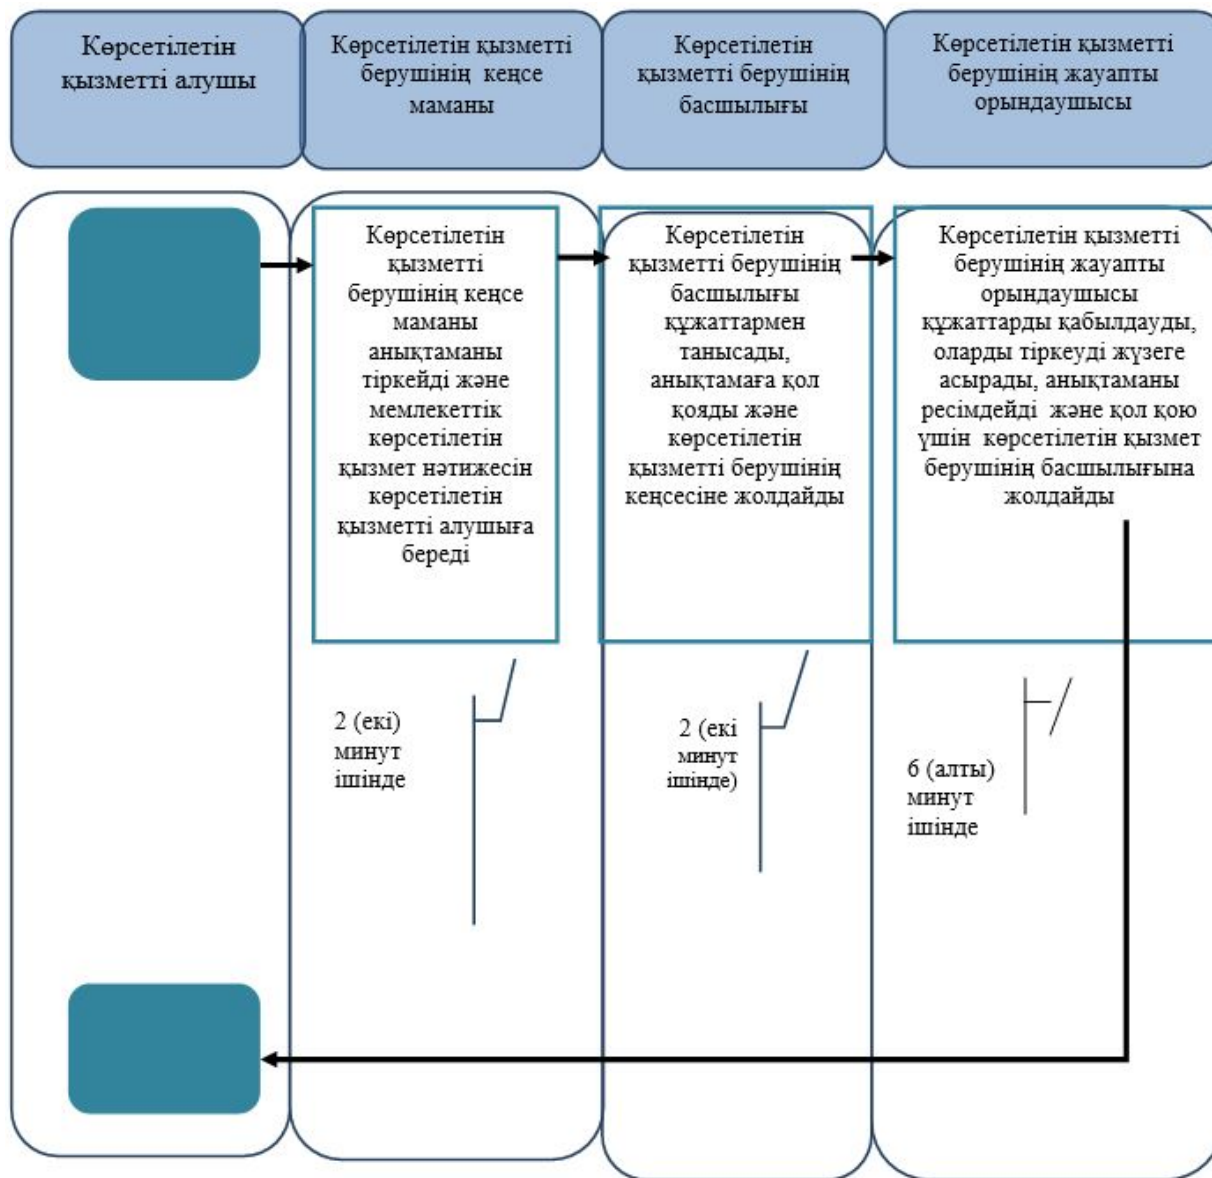 Көрсетілетін
қызметті алушы
Көрсетілетін қызметті
берушінің кеңсе
маманы
Көрсетілетін
қызметті берушінің
басшылығы
Көрсетілетін қызметті
берушінің жауапты
орындаушысы
Көрсетілетін
қызметті
берушінің кеңсе
маманы
анықтаманы
тіркейді және
мемлекеттік
көрсетілетін
қызмет нәтижесін
көрсетілетін
қызметті алушыға
береді
Көрсетілетін
қызметті берушінің
басшылығы
құжаттармен
танысады,
анықтамаға қол
қояды және
көрсетілетін
қызметті берушінің
кеңсесіне жолдайды
Көрсетілетін қызметті
берушінің жауапты
орындаушысы
құжаттарды қабылдауды,
оларды тіркеуді жүзеге
асырады, анықтаманы
ресімдейді және қол қою
үшін көрсетілетін қызмет
берушінің басшылығына
жолдайды
2 (екі)
минут
ішінде
2 (екі
минут
ішінде)
6 (алты)
минут
ішінде